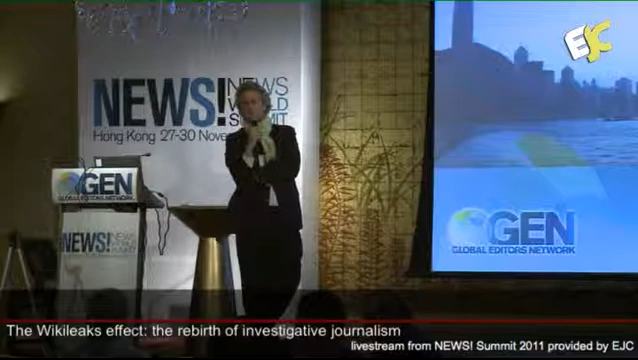 EJC
NEWS!
NEWS
WORLD
SUMMIT
Hong Kong 27-30 Nove
GEN
GLOBAL EDITORS NETWORK
NEWS!
GEN
GLOBAL EDITORS NETWORK
The Wikileaks effect: the rebirth of investigative journalism
livestream from NEWS! Summit 2011 provided by EJC